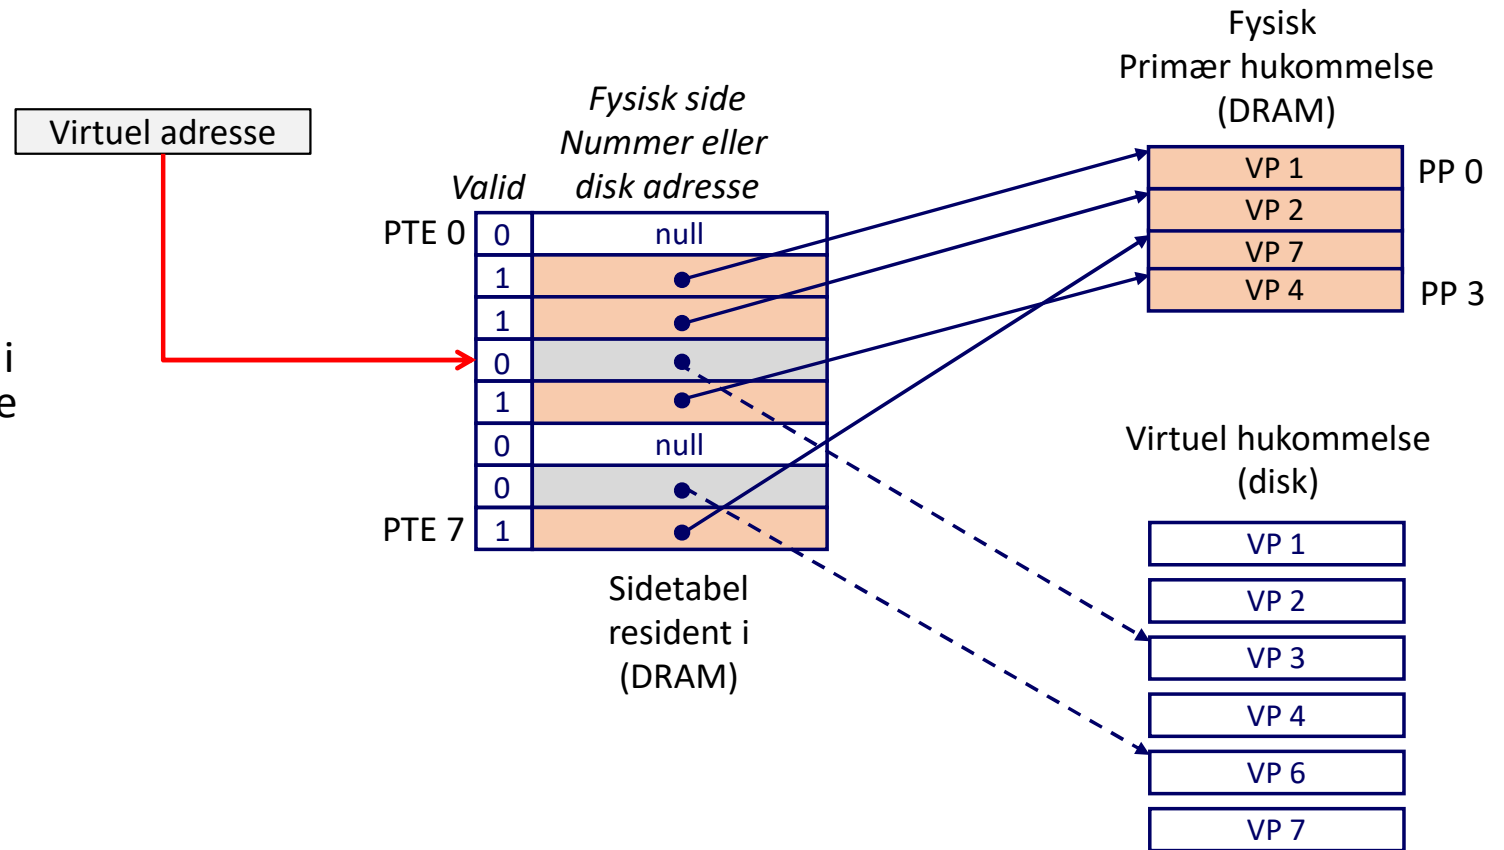 Virtuel adresse
i
e
Fysisk side
Nummer eller
disk adresse
Valid
PTE 0
0
null
1
1
0
1
0
null
0
PTE 7
1
Sidetabel
resident i
(DRAM)
Fysisk
Primær hukommelse
(DRAM)
VP 1
PP 0
VP 2
VP 7
VP 4
PP 3
Virtuel hukommelse
(disk)
VP 1
VP 2
VP 3
VP 4
VP 6
VP 7